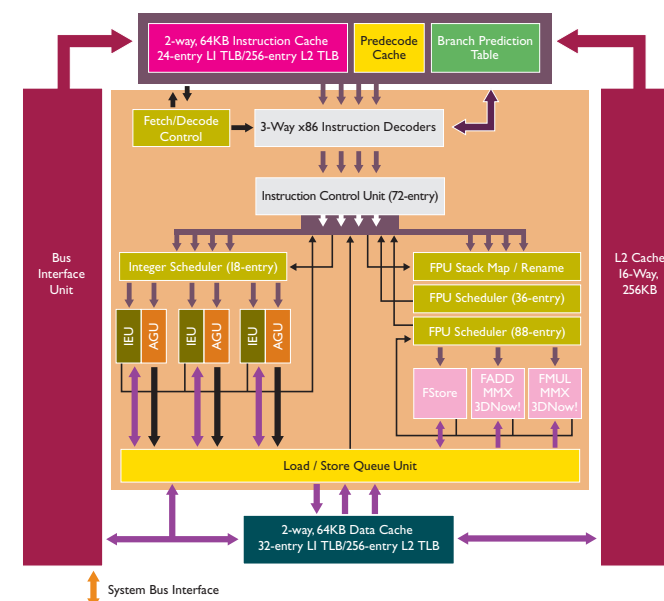 2-way, 64KB Instruction Cache
24-entry L1 TLB/256-entry L2 TLB
Predecode
Cache
Branch Prediction
Table
Fetch/Decode
Control
3-Way x86 Instruction Decoders
Instruction Control Unit (72-entry)
Bus
Interface
Unit
L2 Cache
16-Way,
256KB
Integer Scheduler (18-entry)
FPU Stack Map / Rename
FPU Scheduler (36-entry)
FPU Scheduler (88-entry)
IEU
AGU
IEU
AGU
IEU
AGU
FStore
FADD
MMX
3DNow!
FMUL
MMX
3DNow!
Load / Store Queue Unit
2-way, 64KB Data Cache
32-entry L1 TLB/256-entry L2 TLB
System Bus Interface